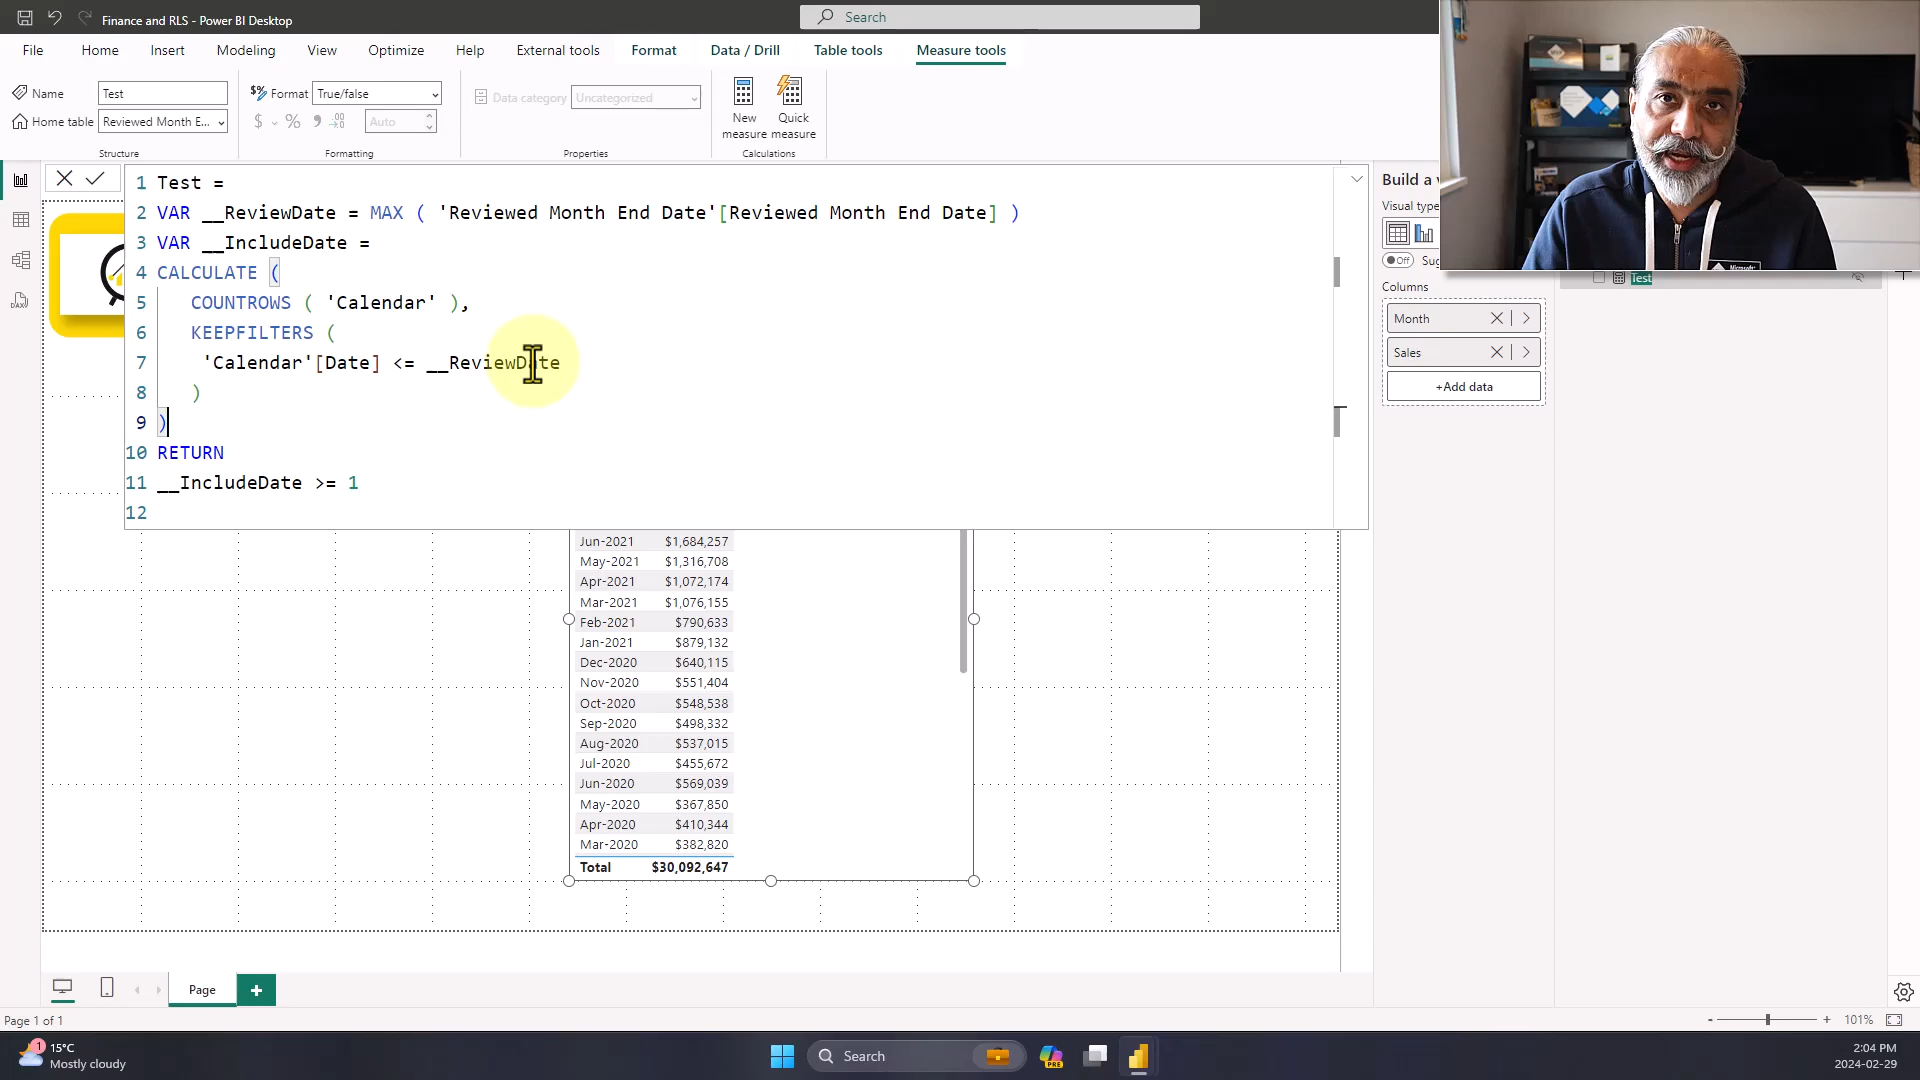 Finance and RLS - Power BI Desktop
Search
File
Home
Insert
Modeling
View
Optimize
Help
External tools
Format
Data / Drill
Table tools
Measure tools
Name
Test
Format
True/false
Data category
Uncategorized
New
measure
Quick
measure
Home table
Reviewed Month E...
$
%
Auto
Structure
Formatting
Properties
Calculations
1 Test =
2 VAR __ReviewDate = MAX ( 'Reviewed Month End Date'[Reviewed Month End Date] )
3 VAR __IncludeDate =
4 CALCULATE (
5 COUNTROWS ( 'Calendar' ),
6 KEEPFILTERS (
7 'Calendar'[Date] <= __ReviewDate
8 )
9 )
10 RETURN
11 __IncludeDate >= 1
12
Build a v
Visual type
Off
Sug
Columns
Month
Sales
+Add data
Test
Microsoft
Jun-2021 $1,684,257
May-2021 $1,316,708
Apr-2021 $1,072,174
Mar-2021 $1,076,155
Feb-2021 $790,633
Jan-2021 $879,132
Dec-2020 $640,115
Nov-2020 $551,404
Oct-2020 $548,538
Sep-2020 $498,332
Aug-2020 $537,015
Jul-2020 $455,672
Jun-2020 $569,039
May-2020 $367,850
Apr-2020 $410,344
Mar-2020 $382,820
Total $30,092,647
Page
+
Page 1 of 1
- + 101%
1
15°C
Mostly cloudy
Search
PRE
2:04 PM
2024-02-29